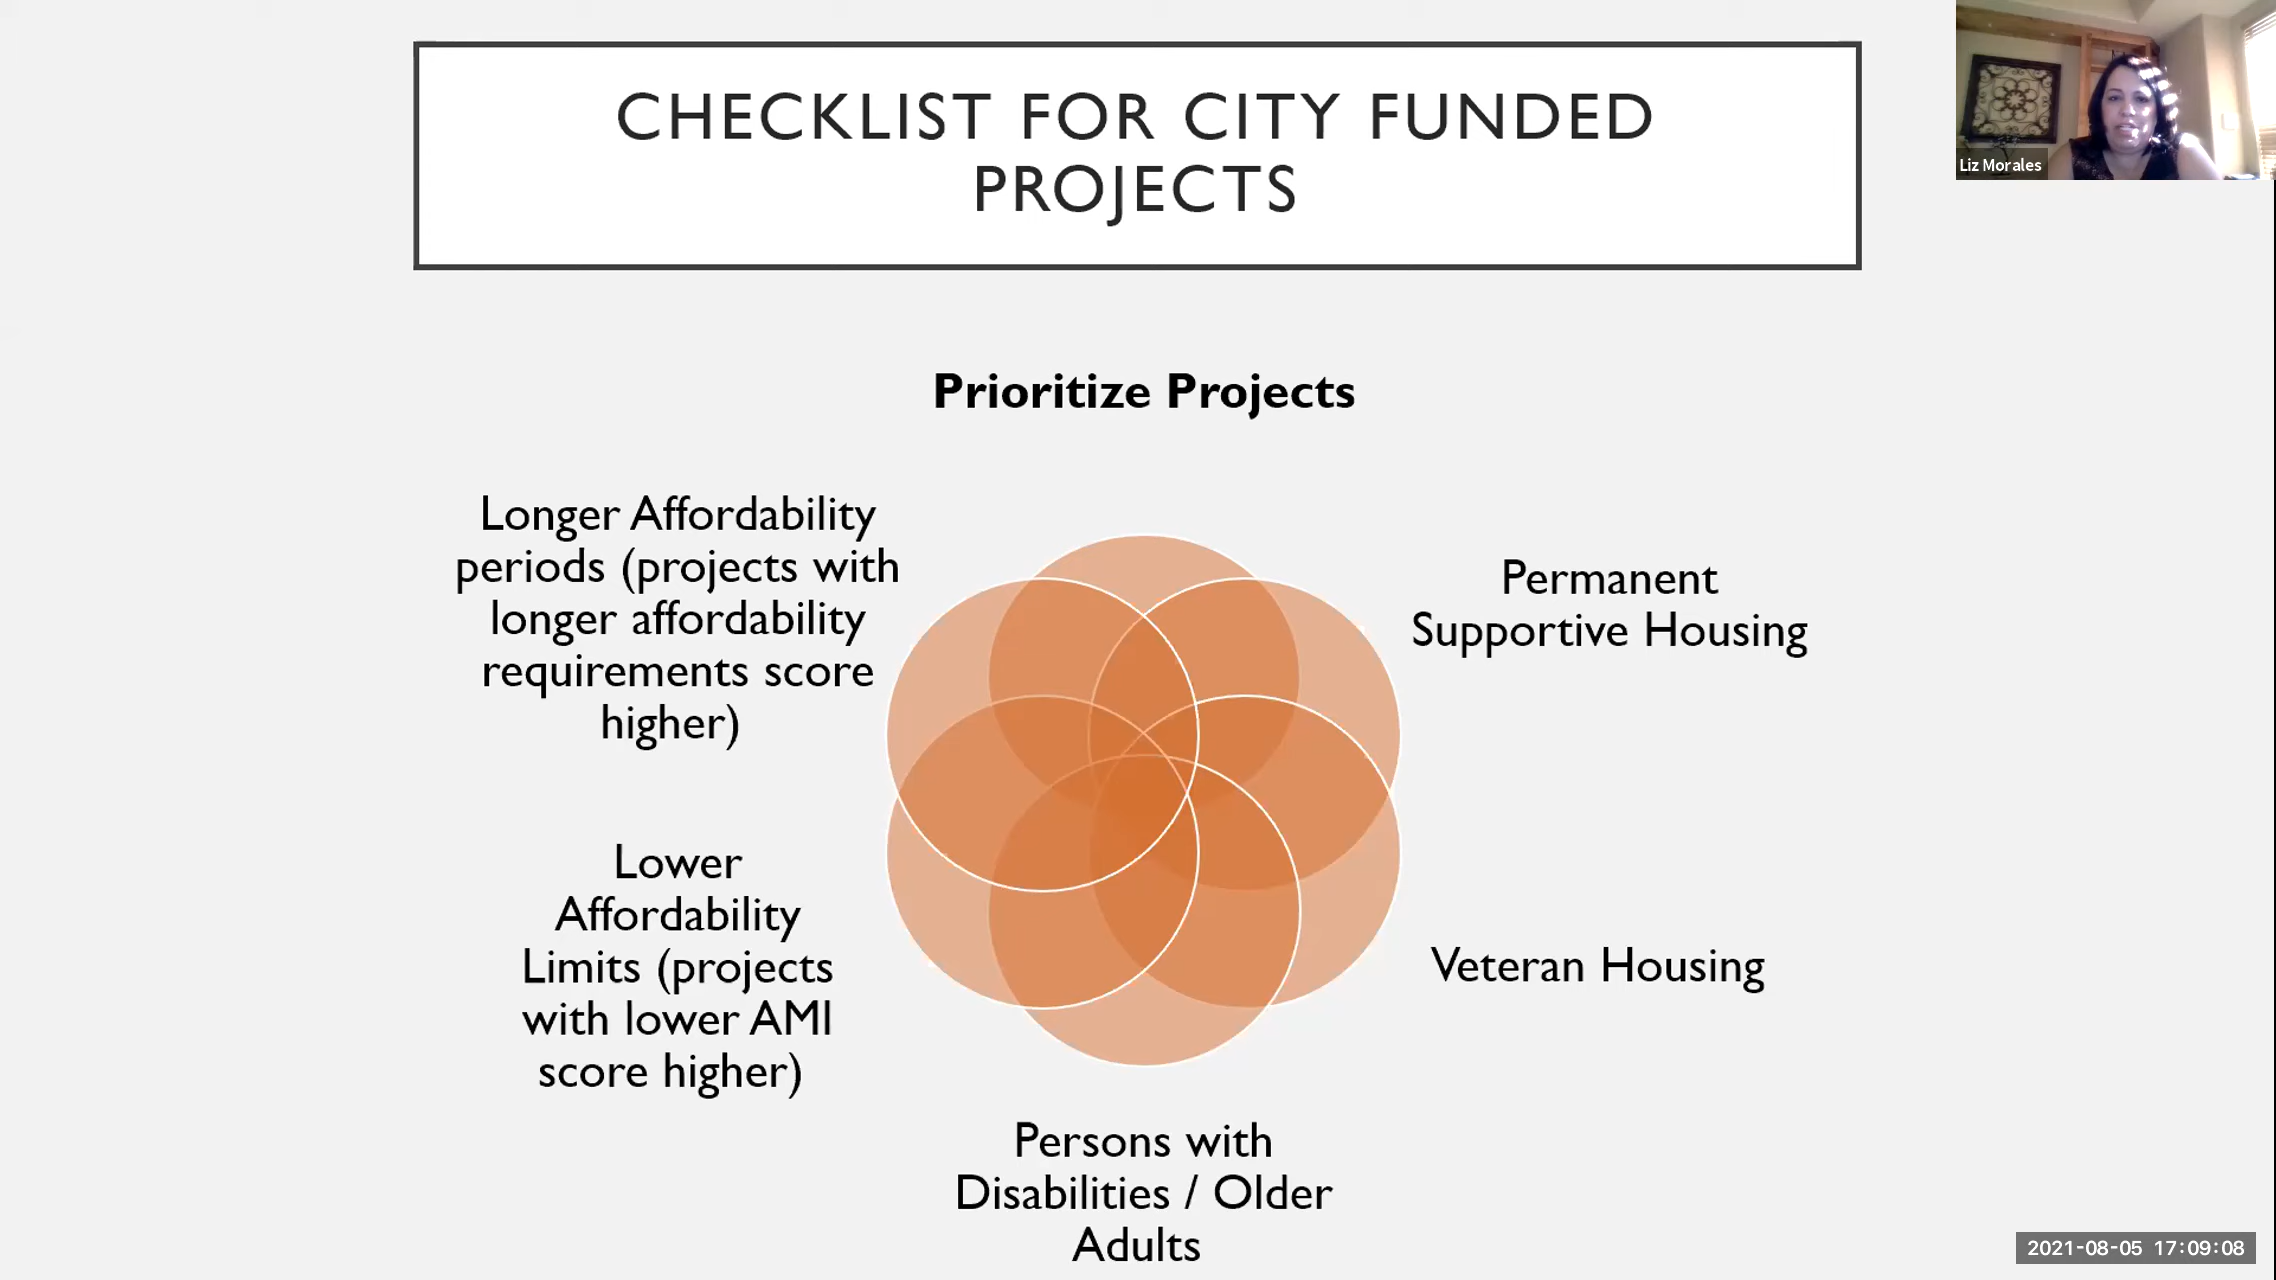 CHECKLIST FOR CITY FUNDED
PROJECTS
Liz Morales
Prioritize Projects
Longer Affordability
periods (projects with
longer affordability
requirements score
higher)
Permanent
Supportive Housing
Lower
Affordability
Limits (projects
with lower AMI
score higher)
Veteran Housing
Persons with
Disabilities / Older
Adults
2021-08-05 17:09:08